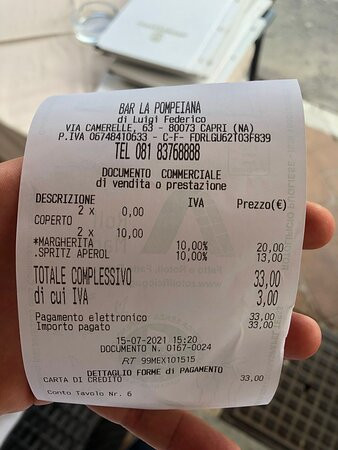 BAR LA POMPEIANA
di Luigi Federico
VIA CAMERELLE, 63 - 80073 CAPRI (NA)
P.IVA 06748410633 - C-F- FDRLGU62T03F839
TEL 081 83768888
DOCUMENTO COMMERCIALE
di vendita o prestazione
DESCRIZIONE IVA Prezzo(€)
2 x 0,00
COPERTO
2 x 10,00
*MARGHERITA 10,00% 20,00
.SPRITZ APEROL 10,00% 13,00
TOTALE COMPLESSIVO 33,00
di cui IVA 3,00
Pagamento elettronico 33,00
Importo pagato 33,00
15-07-2021 15:20
DOCUMENTO N. 0167-0024
RT 99MEX101515
DETTAGLIO FORME di PAGAMENTO
CARTA DI CREDITO 33,00
Conto Tavolo Nr. 6